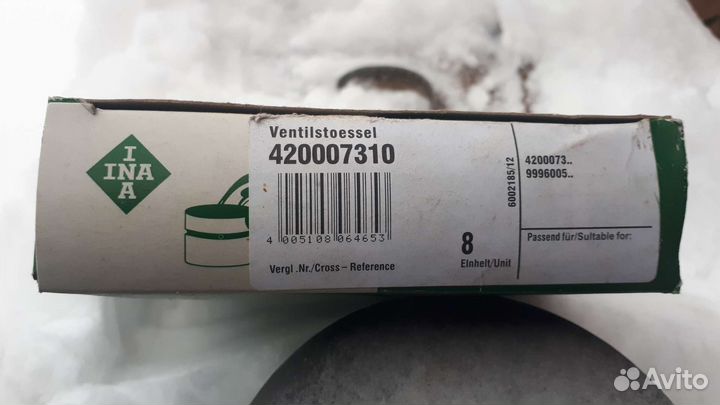 INA
INA
Ventilstoessel
420007310
4 005108 064653
Vergl.Nr./Cross-Reference
8
Einheit/Unit
6002185/12
4200073..
9996005..
Passend für/Suitable for:
Avito